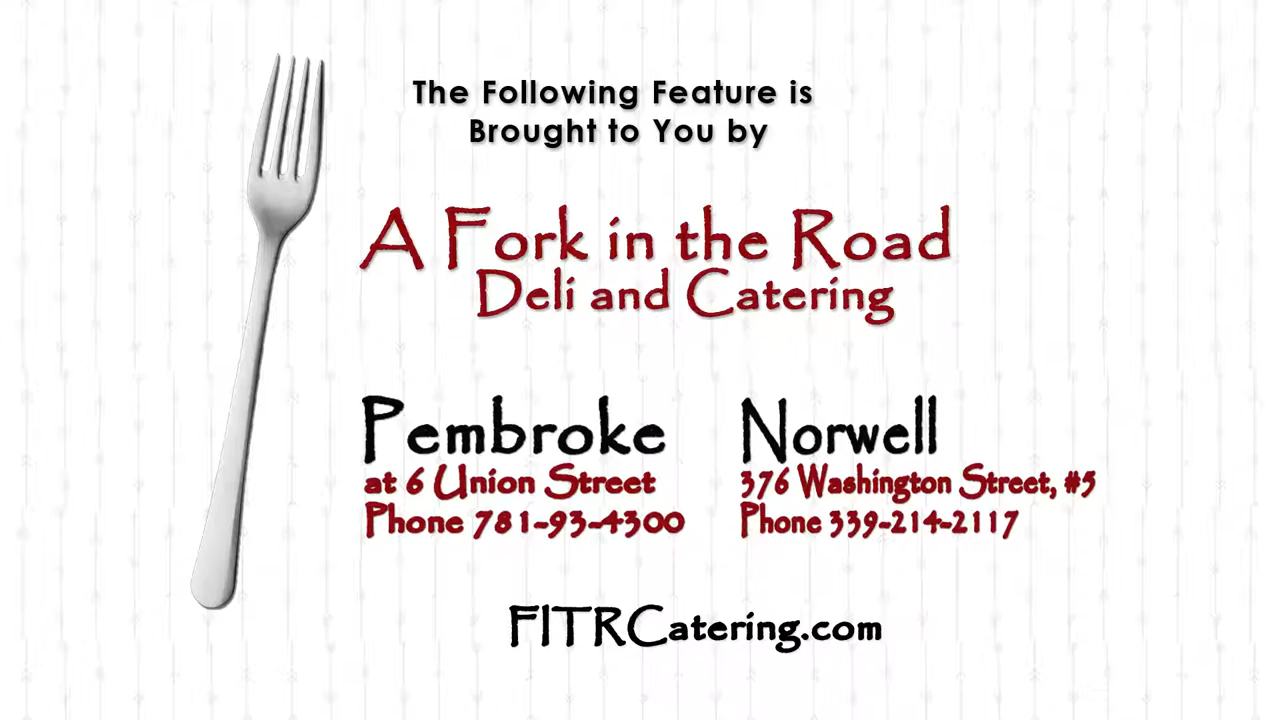 The Following Feature is
Brought to You by
A Fork in the Road
Deli and Catering
Pembroke
at 6 Union Street
Phone 781-93-4300
Norwell
376 Washington Street, #5
Phone 339-214-2117
FITRCatering.com